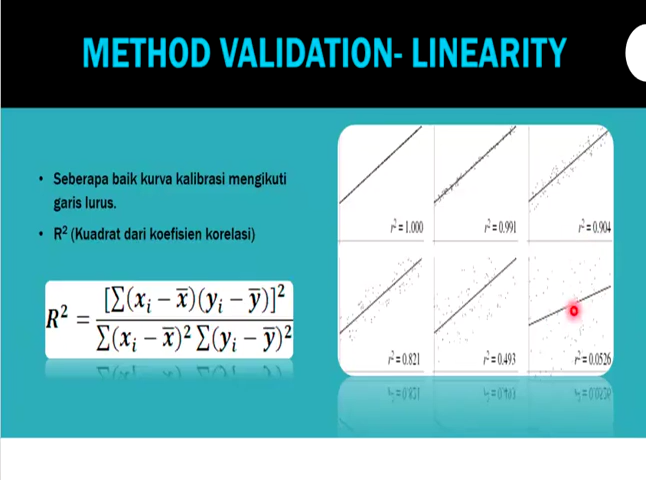 METHOD VALIDATION- LINEARITY
• Seberapa baik kurva kalibrasi mengikuti
garis lurus.
• R² (Kuadrat dari koefisien korelasi)
R² = [∑(xᵢ − x̅)(yᵢ − y̅)]² / ∑(xᵢ − x̅)² ∑(yᵢ − y̅)²
r² = 1.000
r² = 0.991
r² = 0.904
r² = 0.821
r² = 0.493
r² = 0.0526